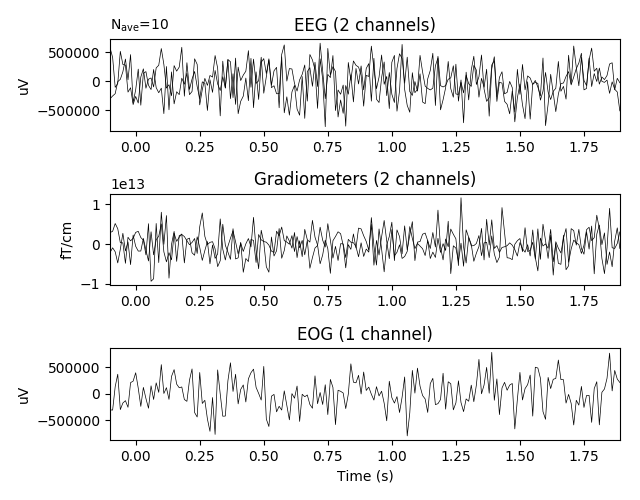 N_ave=10
EEG (2 channels)
uV
500000
0
−500000
0.00 0.25 0.50 0.75 1.00 1.25 1.50 1.75
1e13
Gradiometers (2 channels)
fT/cm
1
0
−1
0.00 0.25 0.50 0.75 1.00 1.25 1.50 1.75
EOG (1 channel)
uV
500000
0
−500000
0.00 0.25 0.50 0.75 1.00 1.25 1.50 1.75
Time (s)